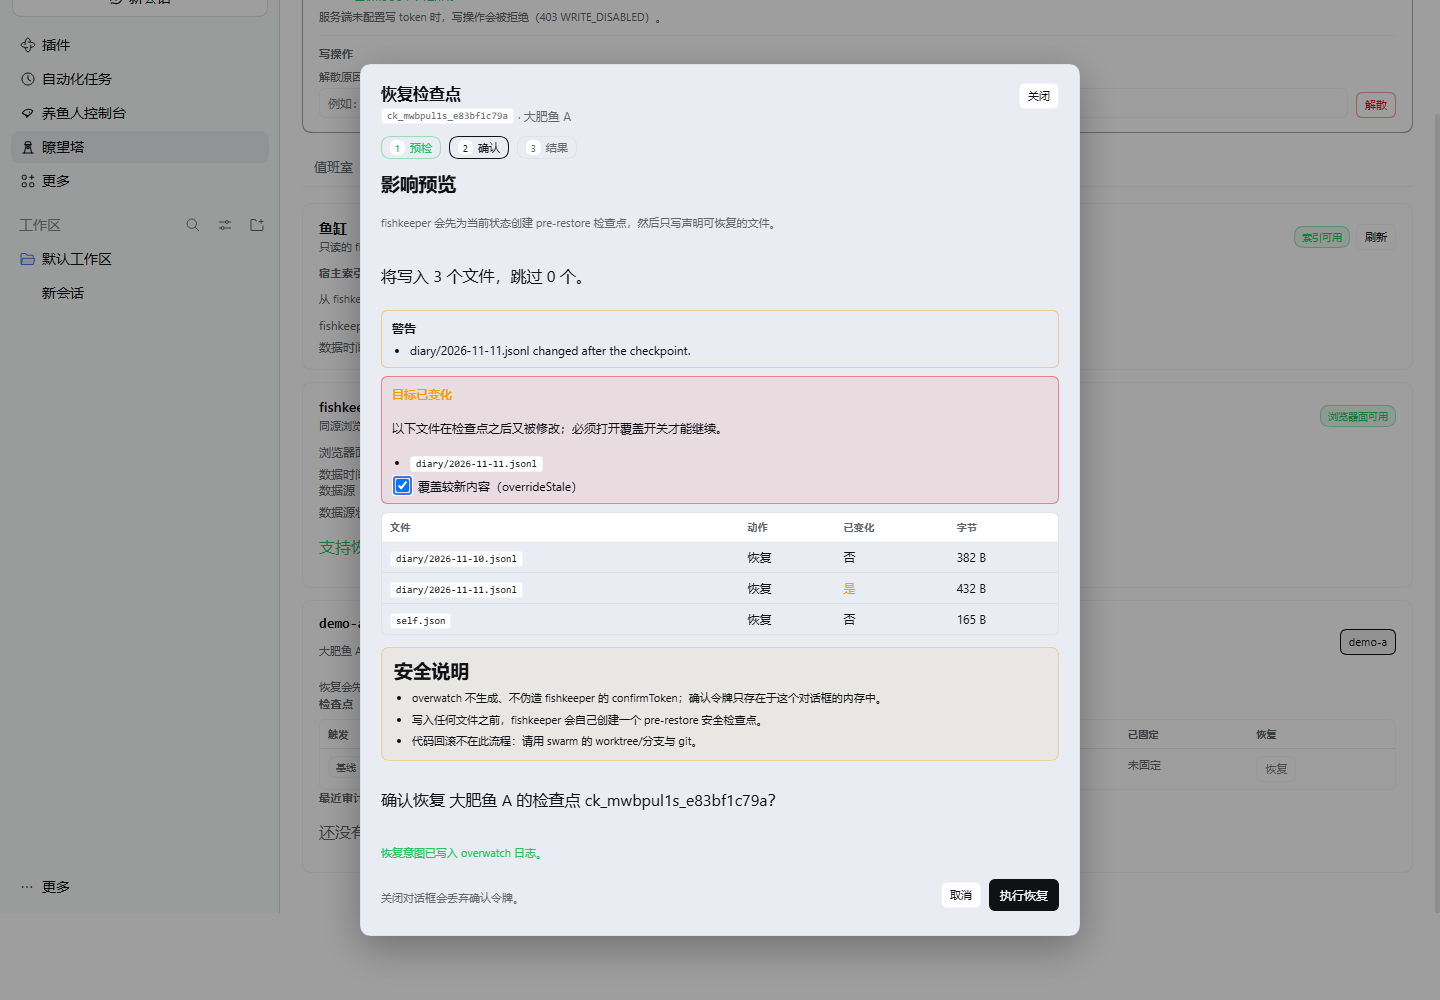 新会话
插件
自动化任务
养鱼人控制台
瞭望塔
更多
工作区
默认工作区
新会话
更多
服务端未配置写 token 时，写操作会被拒绝（403 WRITE_DISABLED）。
写操作
解散原因
例如：
解散
值班室
鱼缸
只读的
索引可用
刷新
宿主索引
从 fishkee
fishkeep
数据时间
fishkee
同源浏览
浏览器可用
浏览器面
数据时间
数据源
数据源状
支持恢
demo-a
大肥鱼 A
demo-a
恢复会先
检查点
触发
已固定
恢复
基线
未固定
恢复
最近审计
还没有
恢复检查点
关闭
ck_mwbpul1s_e83bf1c79a · 大肥鱼 A
1 预检
2 确认
3 结果
影响预览
fishkeeper 会先为当前状态创建 pre-restore 检查点，然后只写声明可恢复的文件。
将写入 3 个文件，跳过 0 个。
警告
• diary/2026-11-11.jsonl changed after the checkpoint.
目标已变化
以下文件在检查点之后又被修改；必须打开覆盖开关才能继续。
• diary/2026-11-11.jsonl
覆盖较新内容（overrideStale）
文件 动作 已变化 字节
diary/2026-11-10.jsonl 恢复 否 382 B
diary/2026-11-11.jsonl 恢复 是 432 B
self.json 恢复 否 165 B
安全说明
• overwatch 不生成、不伪造 fishkeeper 的 confirmToken；确认令牌只存在于这个对话框的内存中。
• 写入任何文件之前，fishkeeper 会自己创建一个 pre-restore 安全检查点。
• 代码回滚不在此流程：请用 swarm 的 worktree/分支与 git。
确认恢复 大肥鱼 A 的检查点 ck_mwbpul1s_e83bf1c79a?
恢复意图已写入 overwatch 日志。
关闭对话框会丢弃确认令牌。
取消
执行恢复